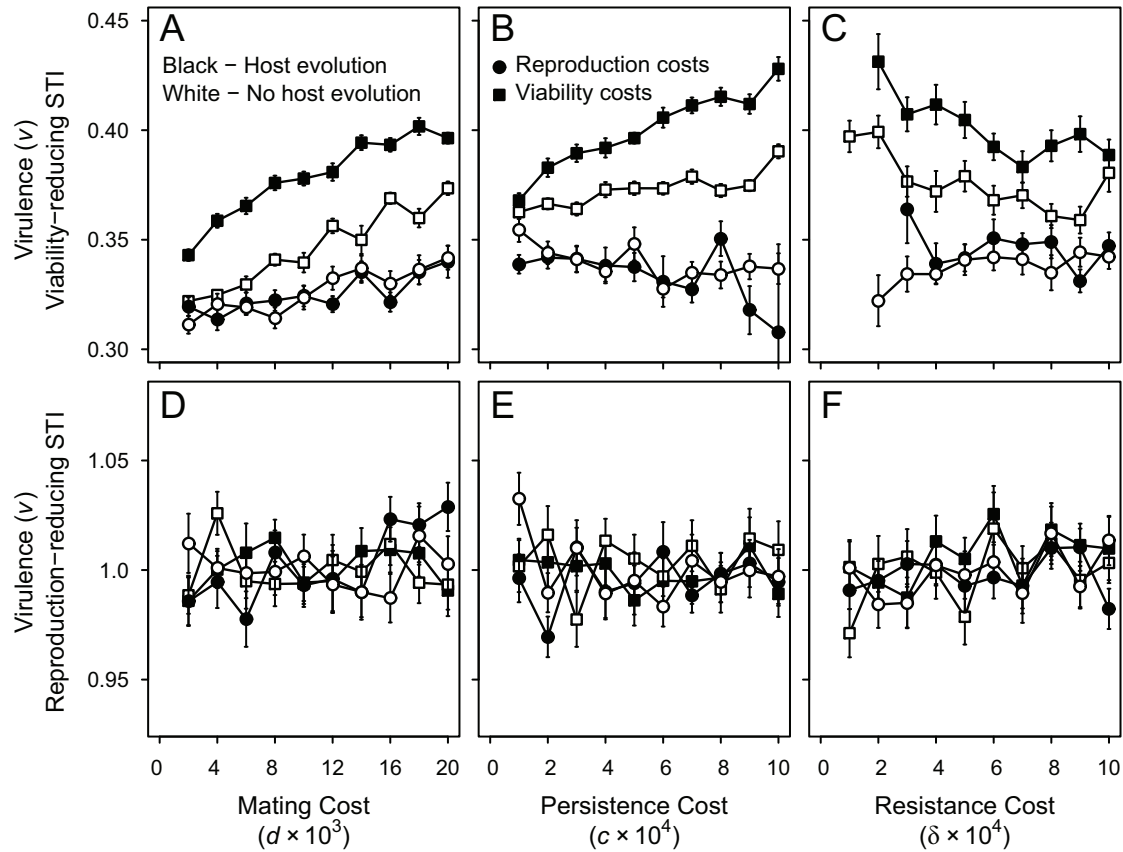 A
B
C
Black − Host evolution
White − No host evolution
Reproduction costs
Viability costs
Virulence (v)
Viability−reducing STI
0.45
0.40
0.35
0.30
D
E
F
Virulence (v)
Reproduction−reducing STI
1.05
1.0
0.95
0 4 8 12 16 20
0 2 4 6 8 10
0 2 4 6 8 10
Mating Cost
(d × 10³)
Persistence Cost
(c × 10⁴)
Resistance Cost
(δ × 10⁴)